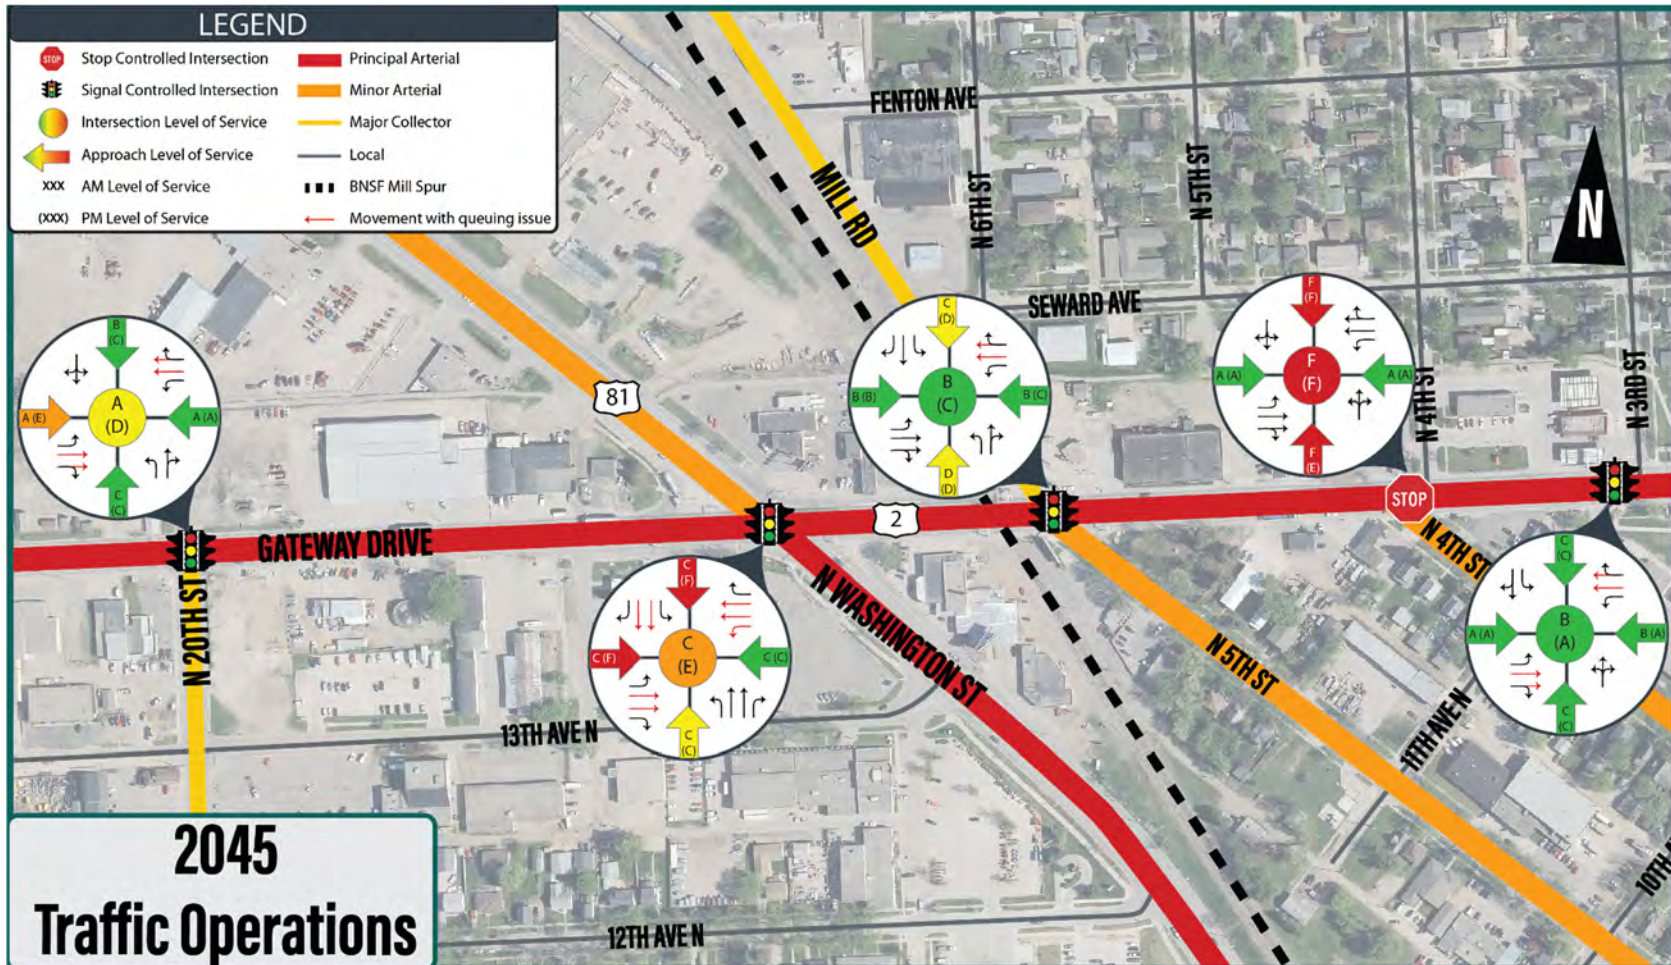 LEGEND
STOP Stop Controlled Intersection
Principal Arterial
Signal Controlled Intersection
Minor Arterial
Intersection Level of Service
Major Collector
Approach Level of Service
Local
XXX AM Level of Service
BNSF Mill Spur
(XXX) PM Level of Service
Movement with queuing issue
FENTON AVE
MILL RD
N 6TH ST
N 5TH ST
N
SEWARD AVE
N 4TH ST
N 3RD ST
B
(C)
A (E)
A
(D)
A (A)
C
(C)
81
C
(D)
B (B)
B
(C)
B (C)
D
(D)
F
(F)
A (A)
F
(F)
A (A)
F
(E)
STOP
2
GATEWAY DRIVE
N 20TH ST
N WASHINGTON ST
C
(F)
C (F)
C
(E)
C (C)
C
(C)
N 4TH ST
N 5TH ST
C
(C)
A (A)
B
(A)
B (A)
C
(C)
13TH AVE N
11TH AVE N
12TH AVE N
10TH
2045
Traffic Operations